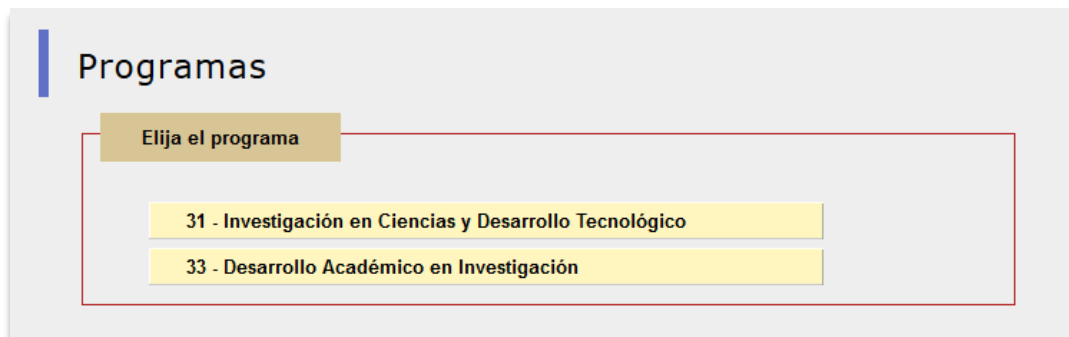 Programas
Elija el programa
31 - Investigación en Ciencias y Desarrollo Tecnológico
33 - Desarrollo Académico en Investigación